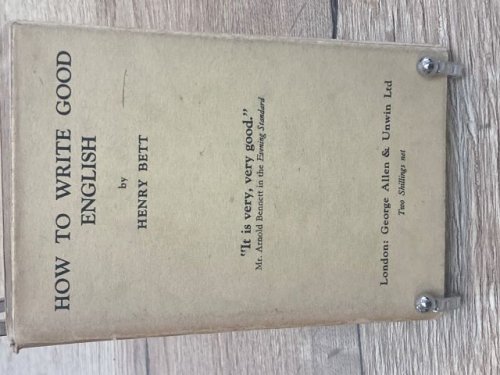 HOW TO WRITE GOOD
ENGLISH
by
HENRY BETT
"It is very, very good."
Mr. Arnold Bennett in the Evening Standard
London: George Allen & Unwin Ltd
Two Shillings net